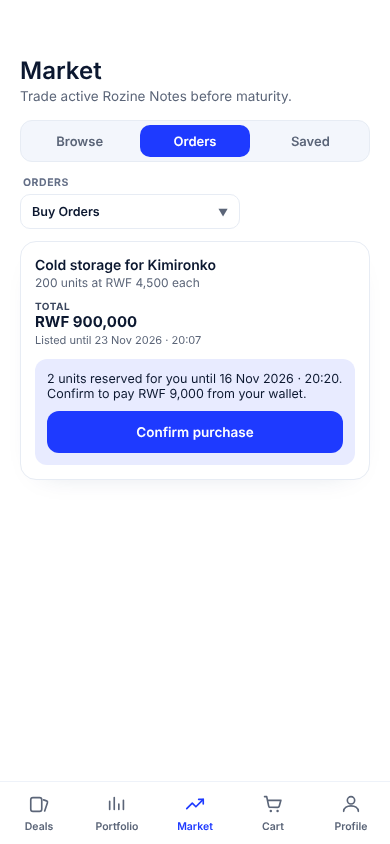 Market
Trade active Rozine Notes before maturity.
Browse
Orders
Saved
ORDERS
Buy Orders
Cold storage for Kimironko
200 units at RWF 4,500 each
TOTAL
RWF 900,000
Listed until 23 Nov 2026 · 20:07
2 units reserved for you until 16 Nov 2026 · 20:20.
Confirm to pay RWF 9,000 from your wallet.
Confirm purchase
Deals
Portfolio
Market
Cart
Profile